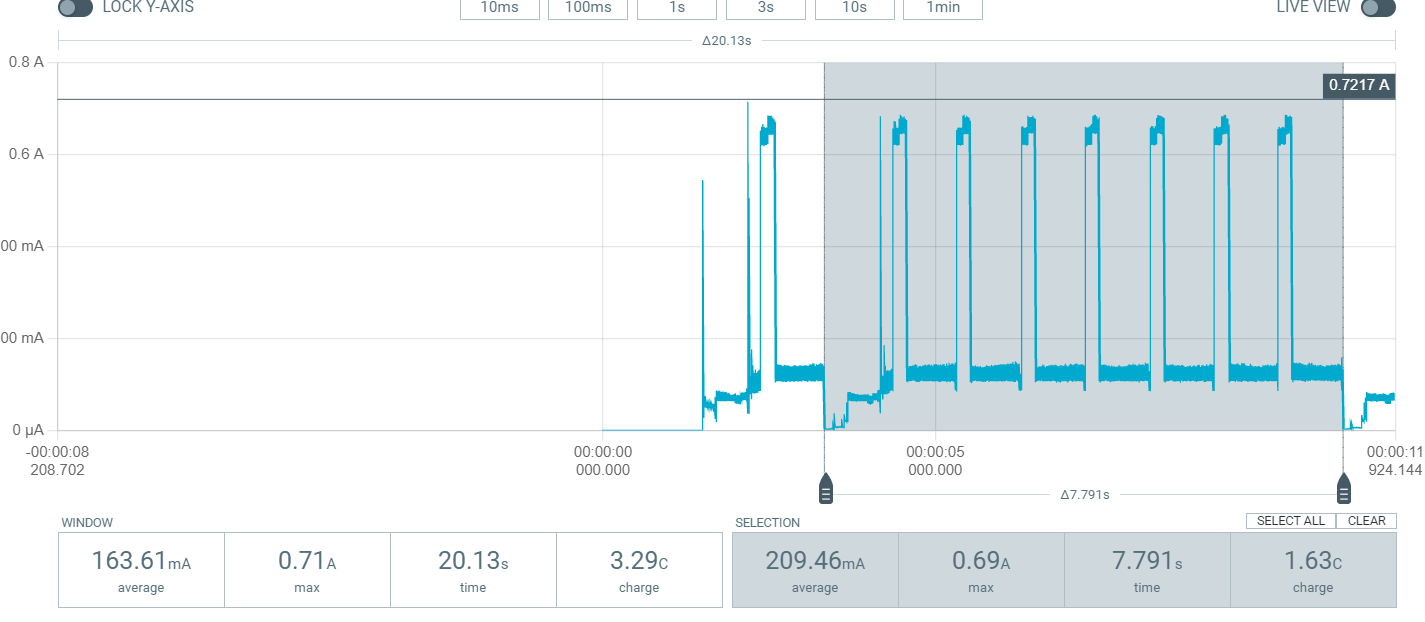 LOCK Y-AXIS 10ms 100ms 1s 3s 10s 1min LIVE VIEW
Δ20.13s
0.8 A
0.7217 A
0.6 A
00 mA
00 mA
0 µA
-00:00:08 00:00:00 00:00:05 00:00:11
208.702 000.000 000.000 924.144
Δ7.791s
WINDOW SELECTION SELECT ALL CLEAR
163.61mA 0.71A 20.13s 3.29C 209.46mA 0.69A 7.791s 1.63C
average max time charge average max time charge